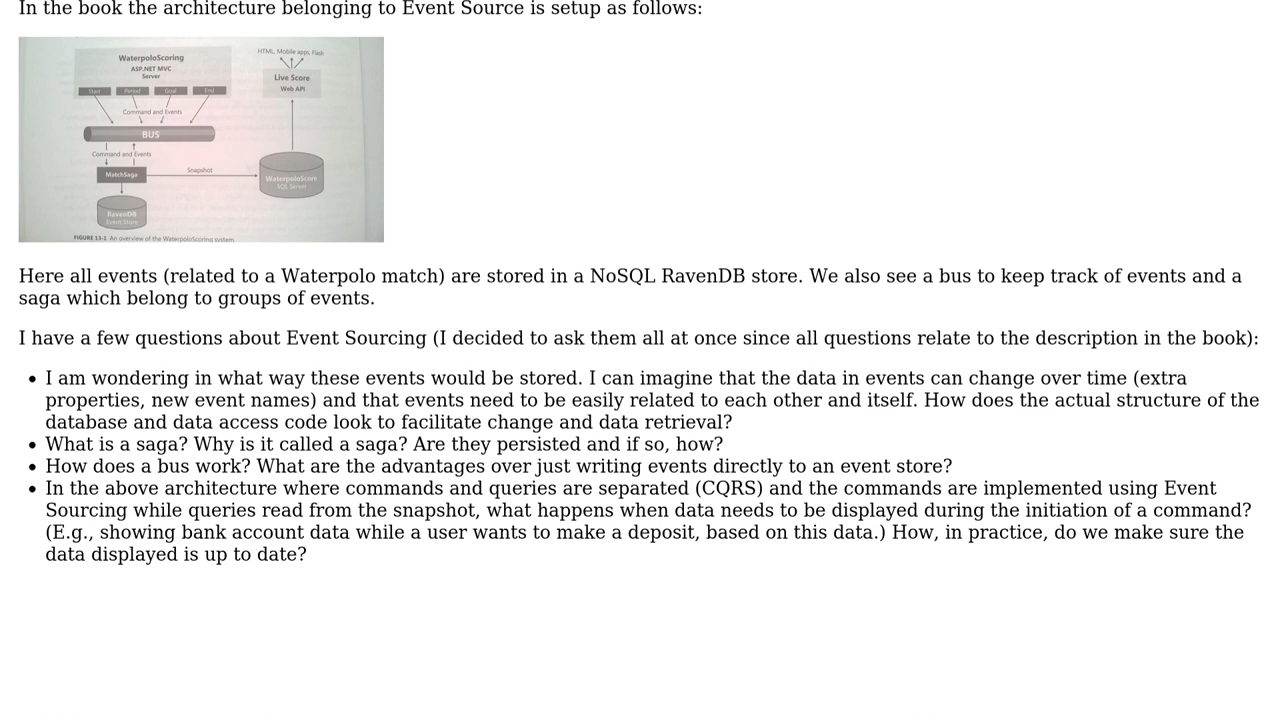 In the book the architecture belonging to Event Source is setup as follows:
WaterpoloScoring
ASP.NET MVC
Server
Start Period Goal End
Command and Events
BUS
Command and Events
MatchSaga
Snapshot
RavenDB
Event Store
HTML, Mobile apps, Flash
Live Score
Web API
WaterpoloScore
SQL Server
FIGURE 13-1 An overview of the WaterpoloScoring system.
Here all events (related to a Waterpolo match) are stored in a NoSQL RavenDB store. We also see a bus to keep track of events and a
saga which belong to groups of events.
I have a few questions about Event Sourcing (I decided to ask them all at once since all questions relate to the description in the book):
• I am wondering in what way these events would be stored. I can imagine that the data in events can change over time (extra
properties, new event names) and that events need to be easily related to each other and itself. How does the actual structure of the
database and data access code look to facilitate change and data retrieval?
• What is a saga? Why is it called a saga? Are they persisted and if so, how?
• How does a bus work? What are the advantages over just writing events directly to an event store?
• In the above architecture where commands and queries are separated (CQRS) and the commands are implemented using Event
Sourcing while queries read from the snapshot, what happens when data needs to be displayed during the initiation of a command?
(E.g., showing bank account data while a user wants to make a deposit, based on this data.) How, in practice, do we make sure the
data displayed is up to date?